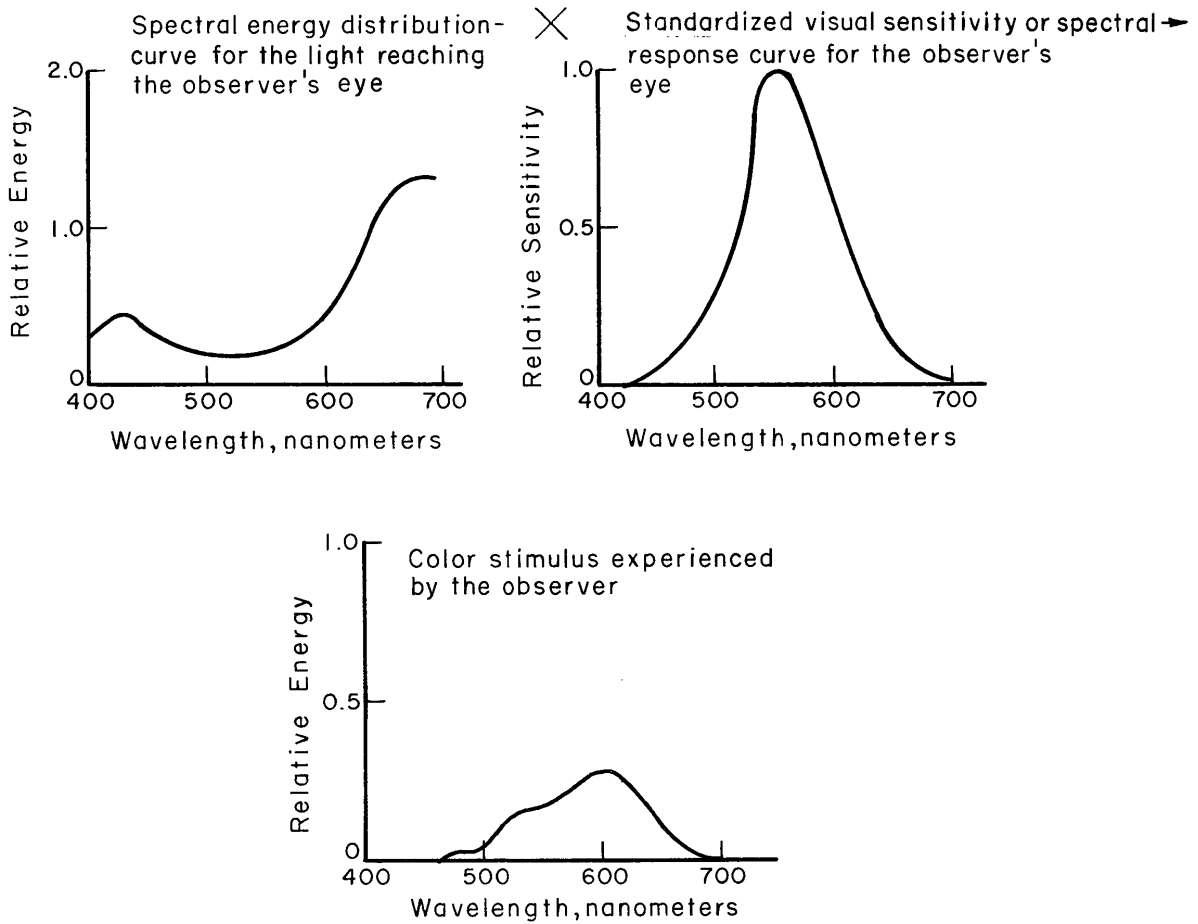 Spectral energy distribution-
curve for the light reaching
the observer's eye
2.0
1.0
0
Relative Energy
400 500 600 700
Wavelength, nanometers
×
Standardized visual sensitivity or spectral→
response curve for the observer's
eye
1.0
0.5
0
Relative Sensitivity
400 500 600 700
Wavelength, nanometers
Color stimulus experienced
by the observer
1.0
0.5
0
Relative Energy
400 500 600 700
Wavelength, nanometers